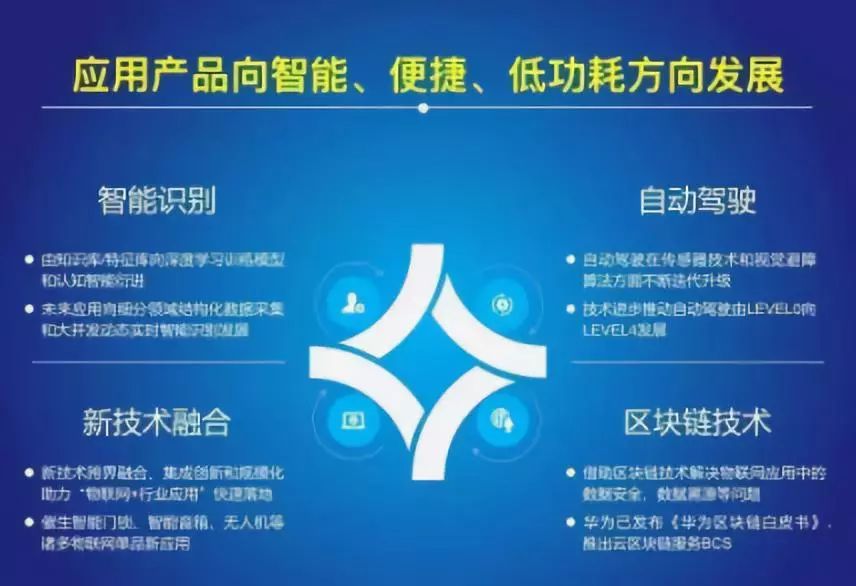 应用产品向智能、便捷、低功耗方向发展
智能识别
由知识库/特征库向深度学习训练模型
和认知智能行进
未来应用向细分领域结构化数据采集
和大并发动态实时智能识别发展
自动驾驶
自动驾驶在传感器技术和视觉避障
算法方面不断迭代升级
技术进步推动自动驾驶由LEVEL0向
LEVEL4发展
新技术融合
新技术跨界融合、集成创新和规模化
助力“物联网+行业应用”快速落地
催生智能门锁、智能音箱、无人机等
诸多物联网单品新应用
区块链技术
借助区块链技术解决物联网应用中的
数据安全，数据溯源等问题
华为已发布《华为区块链白皮书》，
推出云区块链服务BCS